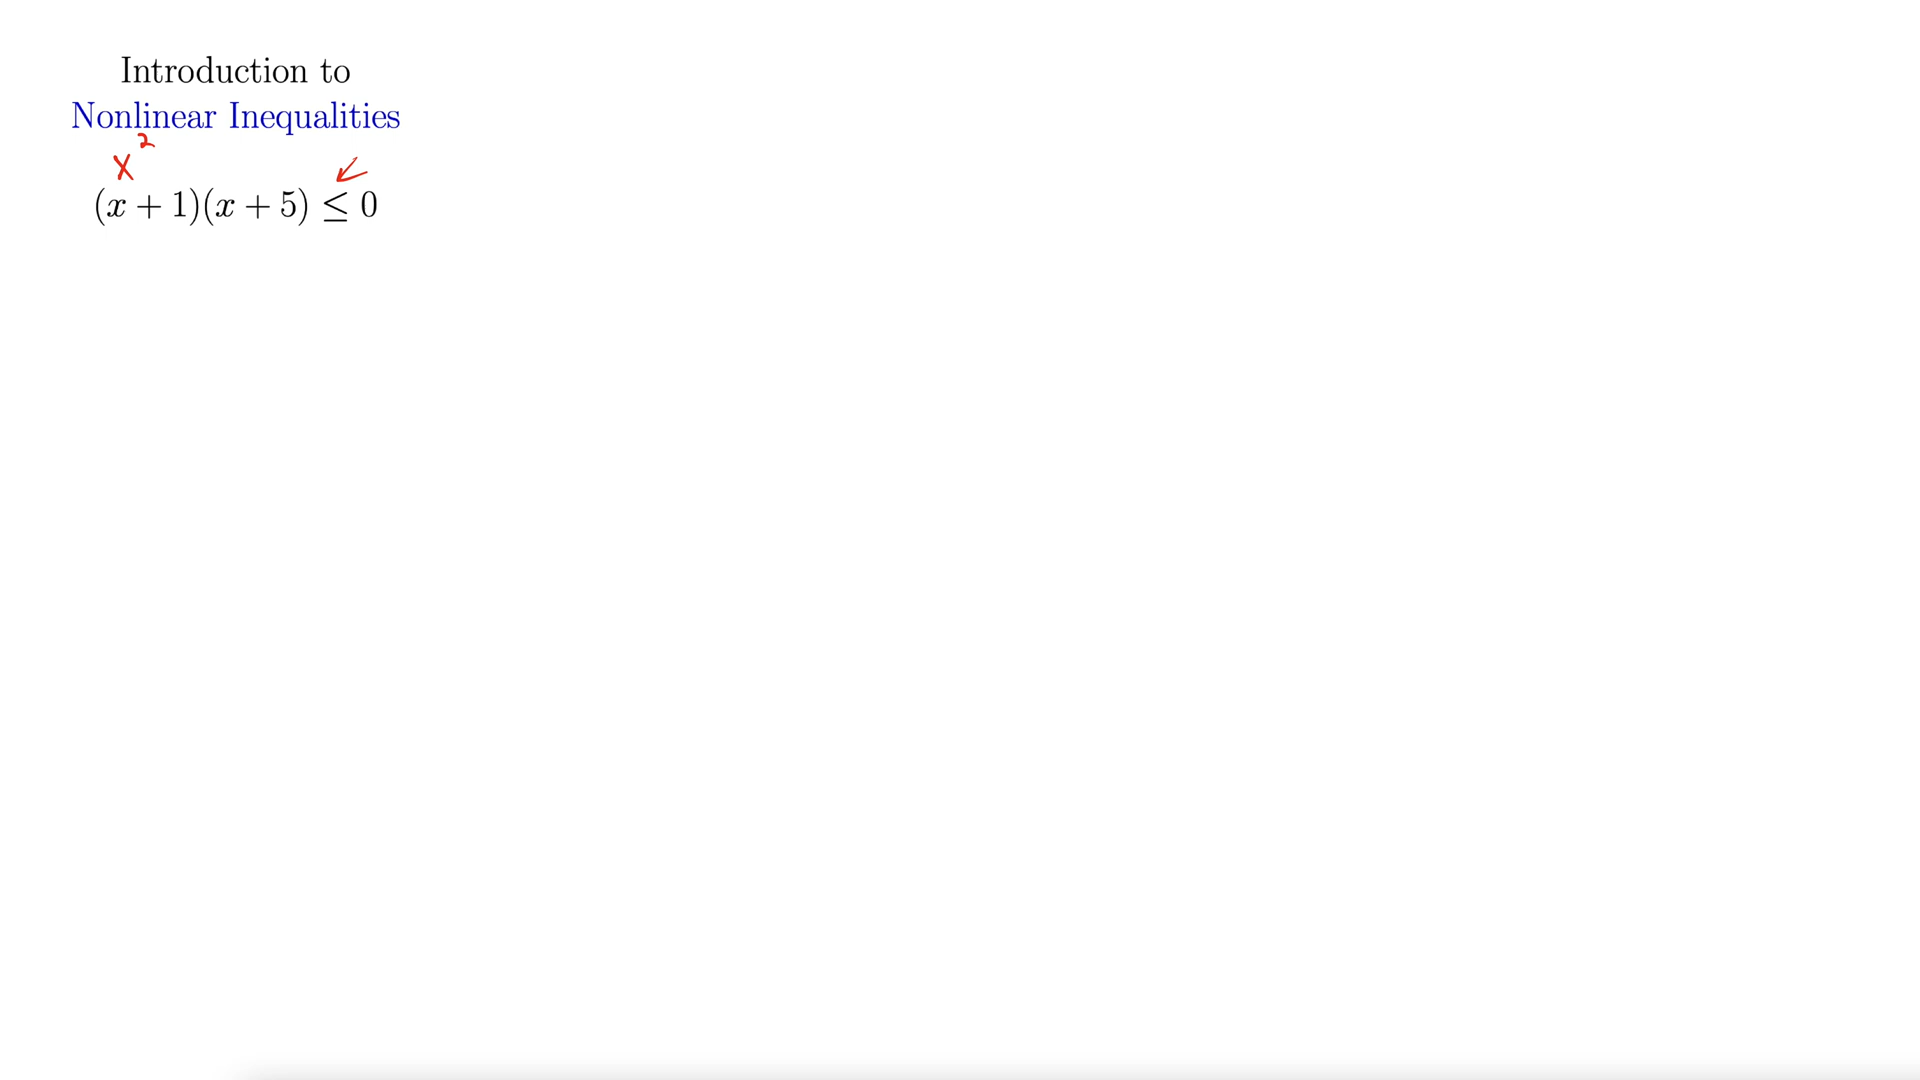 Introduction to
Nonlinear Inequalities
x²
(x + 1)(x + 5) ≤ 0